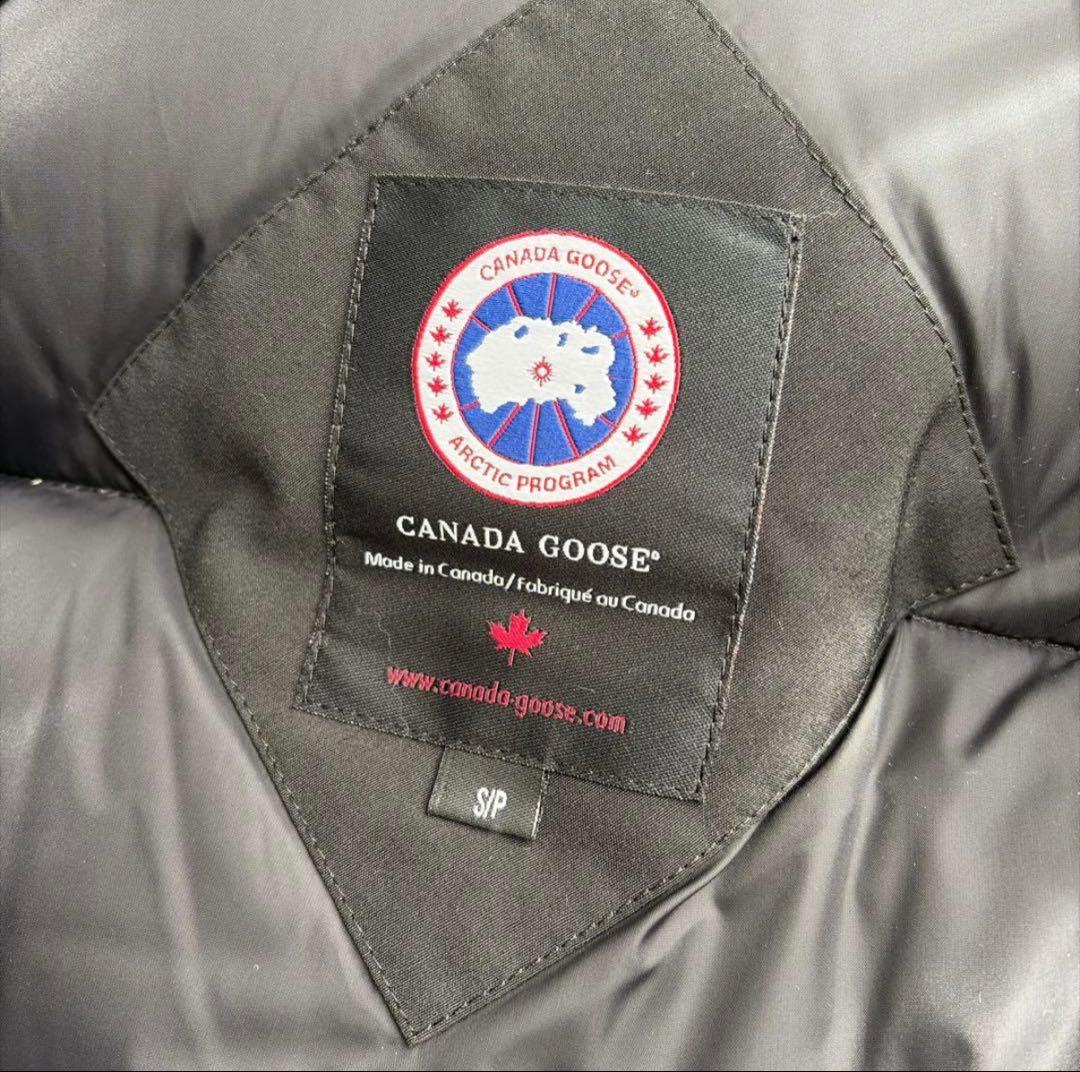 CANADA GOOSE®
ARCTIC PROGRAM
CANADA GOOSE®
Made in Canada/Fabriqué au Canada
www.canada-goose.com
S/P